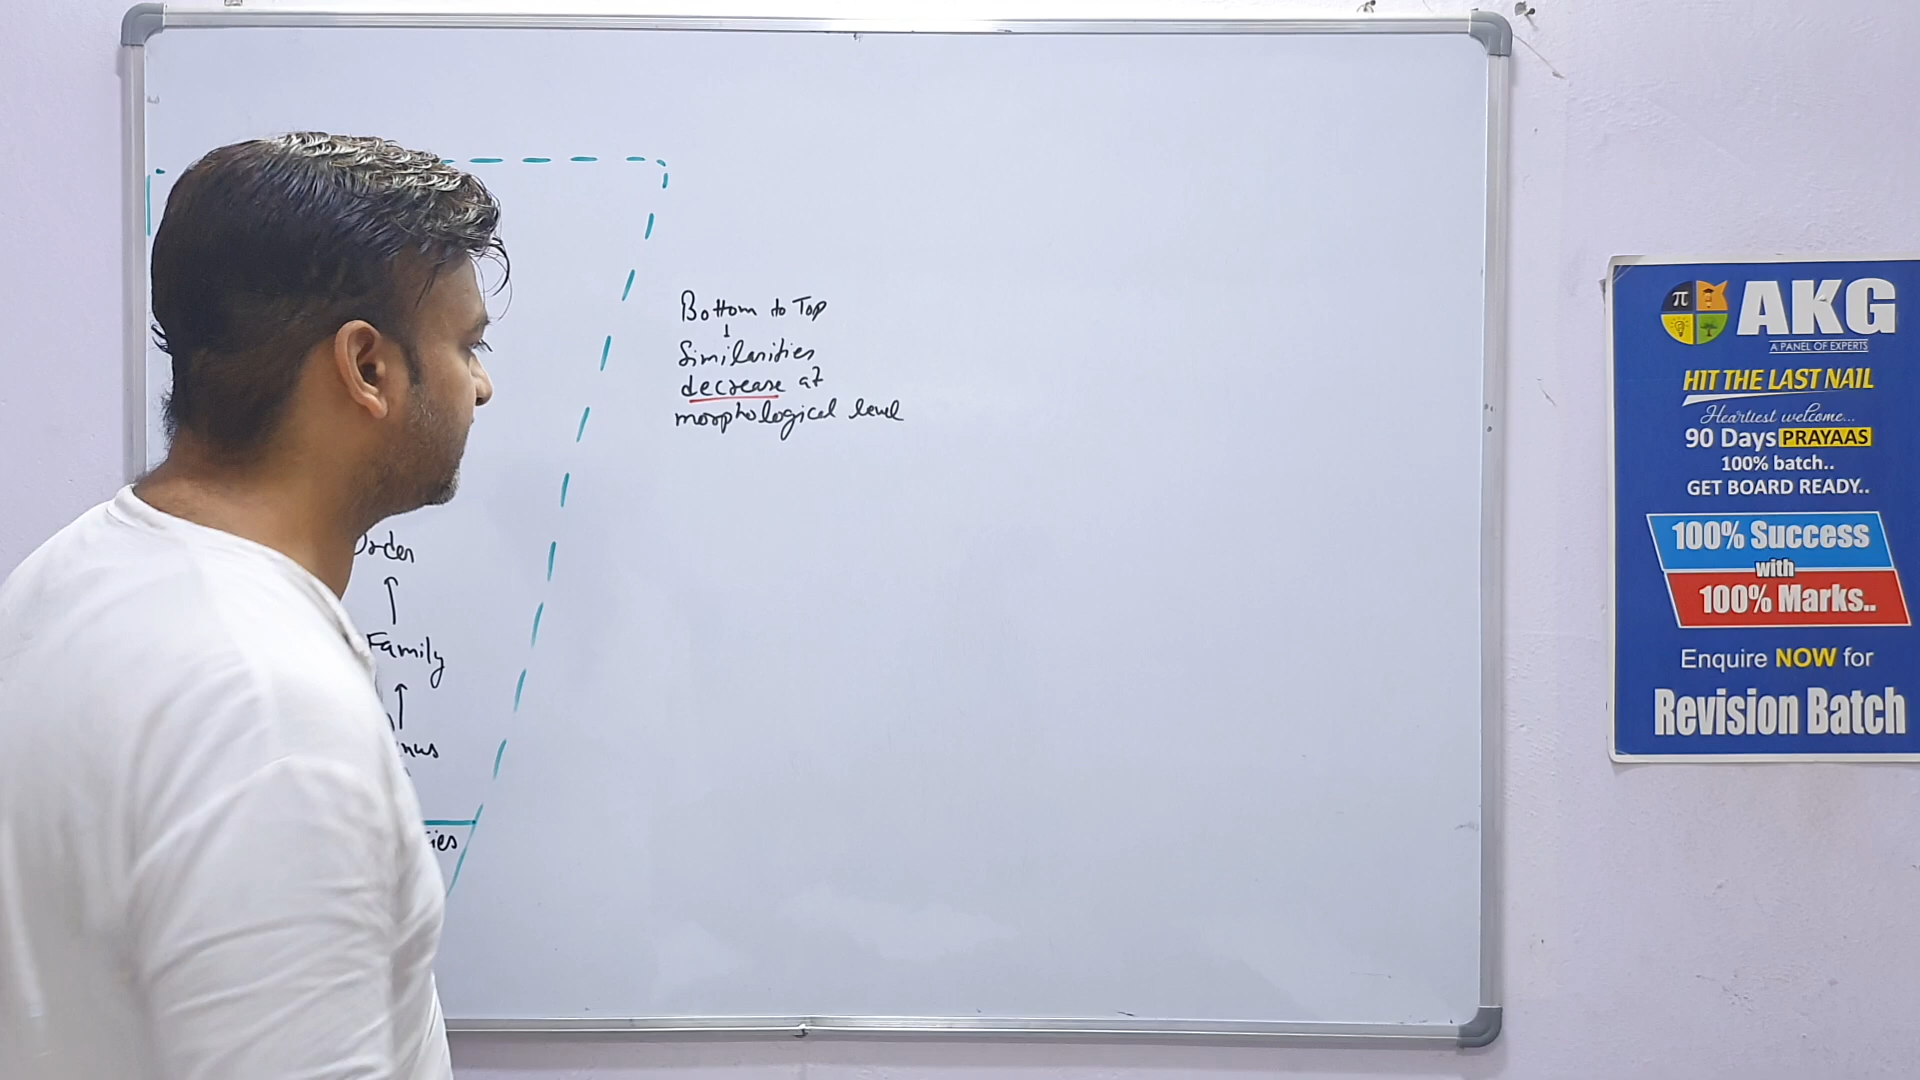 Bottom to Top
Similarities
decrease at
morphological level
Order
Family
π
AKG
A PANEL OF EXPERTS
HIT THE LAST NAIL
Heartiest welcome...
90 Days PRAYAAS
100% batch..
GET BOARD READY..
100% Success
with
100% Marks..
Enquire NOW for
Revision Batch